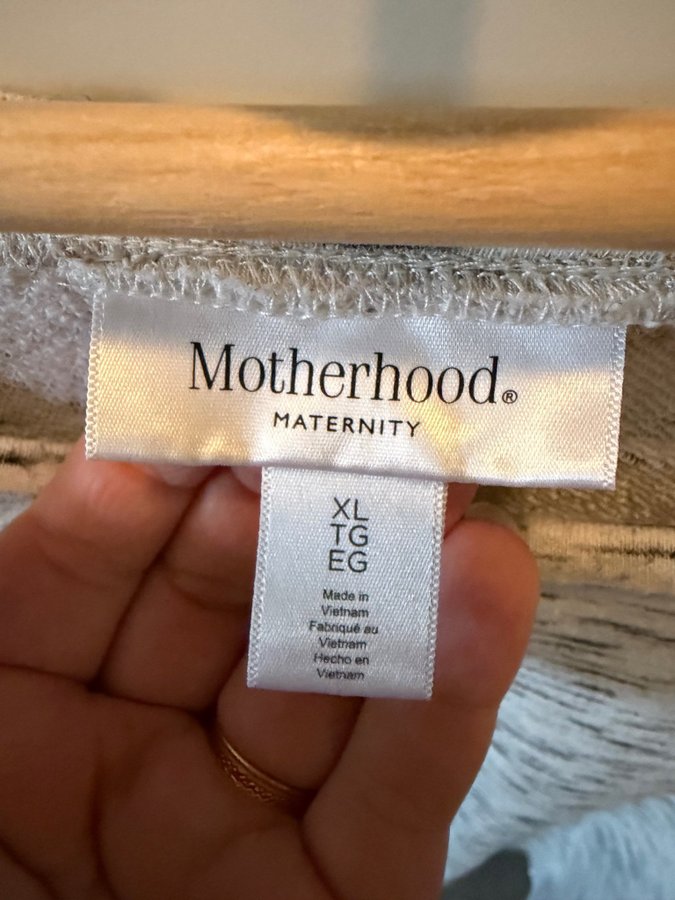 Motherhood®
MATERNITY
XL
TG
EG
Made in
Vietnam
Fabriqué au
Vietnam
Hecho en
Vietnam